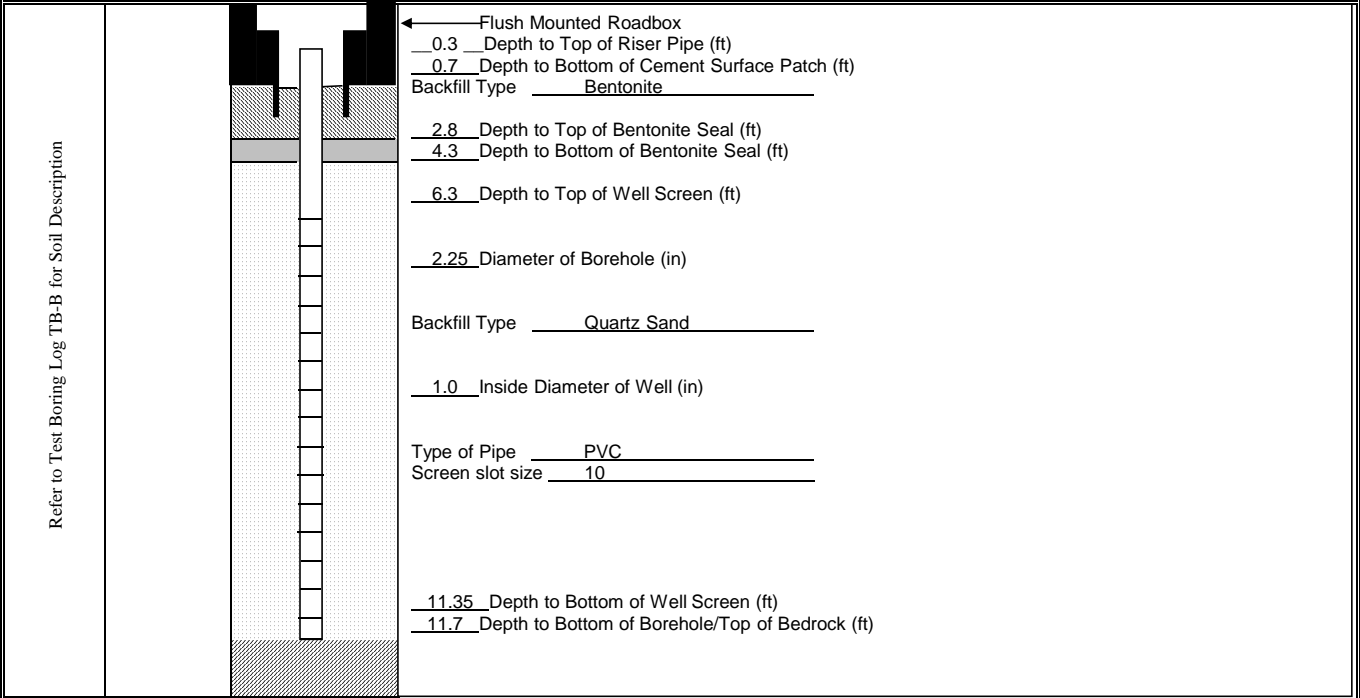 Refer to Test Boring Log TB-B for Soil Description
Flush Mounted Roadbox
__0.3 __Depth to Top of Riser Pipe (ft)
0.7 Depth to Bottom of Cement Surface Patch (ft)
Backfill Type Bentonite
2.8 Depth to Top of Bentonite Seal (ft)
4.3 Depth to Bottom of Bentonite Seal (ft)
6.3 Depth to Top of Well Screen (ft)
2.25 Diameter of Borehole (in)
Backfill Type Quartz Sand
1.0 Inside Diameter of Well (in)
Type of Pipe PVC
Screen slot size 10
11.35 Depth to Bottom of Well Screen (ft)
11.7 Depth to Bottom of Borehole/Top of Bedrock (ft)